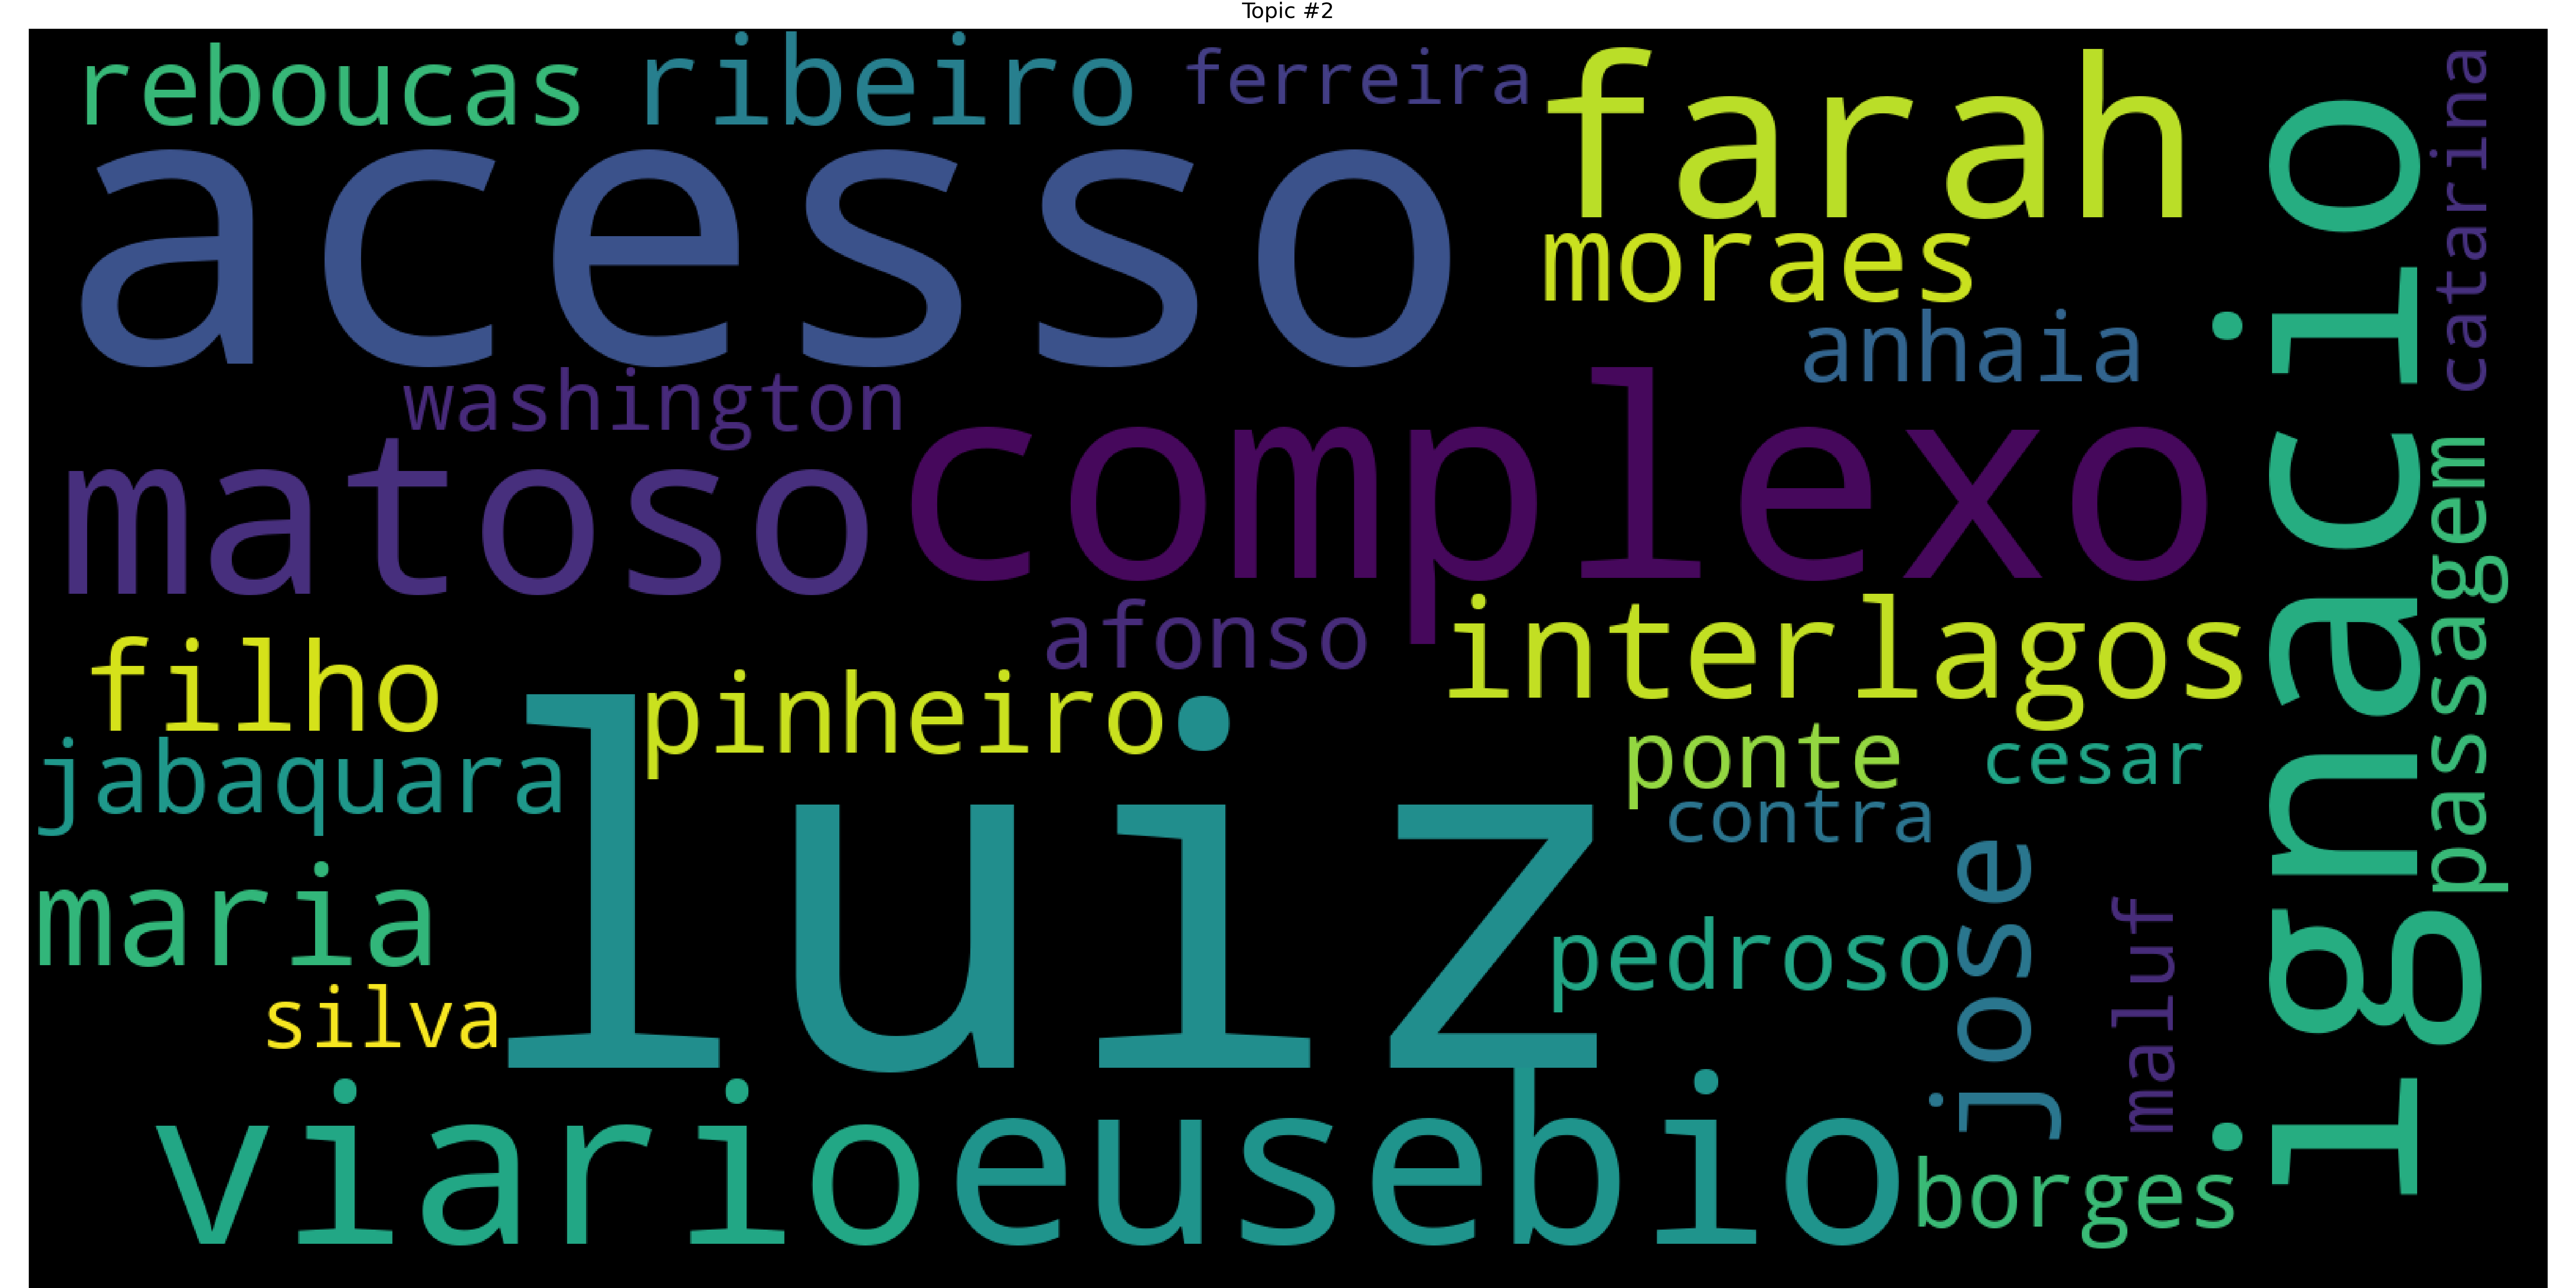 Topic #2
reboucas
ribeiro
ferreira
farah
catarina
acesso
moraes
ignacio
anhaia
washington
complexo
matoso
passagem
afonso
interlagos
filho
pinheiro
ponte
cesar
jabaquara
luiz
contra
jose
maria
pedroso
maluf
silva
viario
eusebio
borges